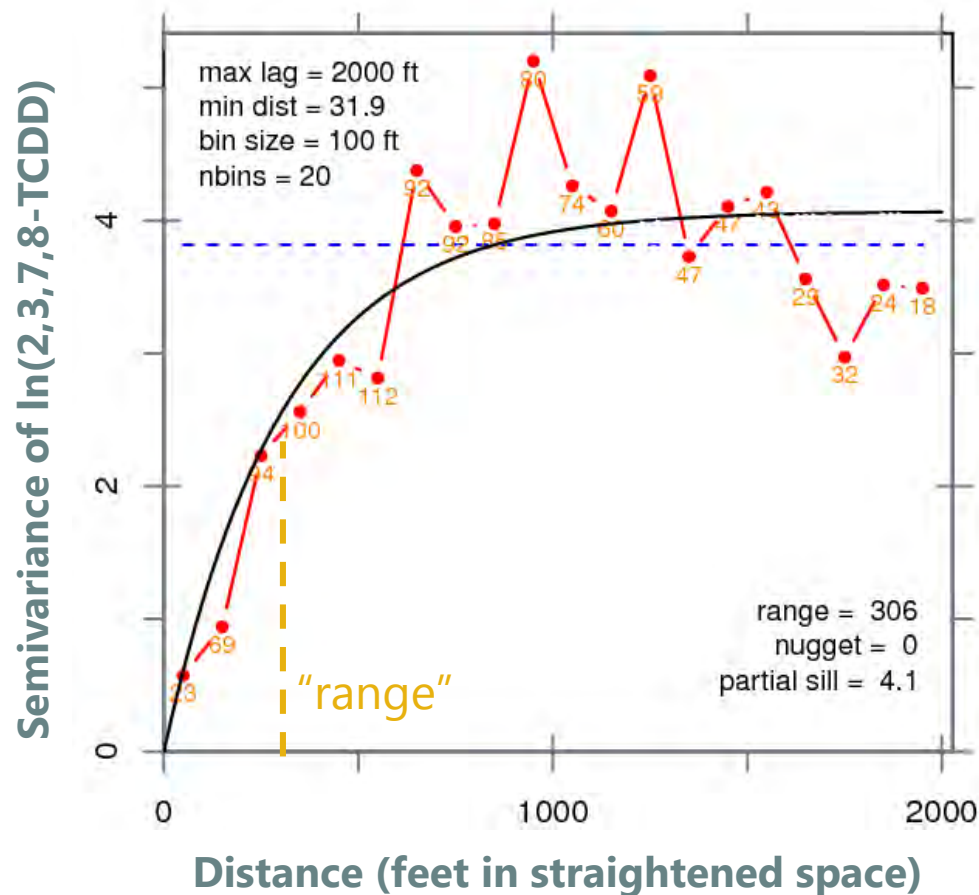 Semivariance of ln(2,3,7,8-TCDD)
max lag = 2000 ft
min dist = 31.9
bin size = 100 ft
nbins = 20
4
2
0
23
69
94
100
111
112
92
92
85
80
74
60
59
47
47
43
29
32
24
18
range = 306
nugget = 0
partial sill = 4.1
"range"
0
1000
2000
Distance (feet in straightened space)